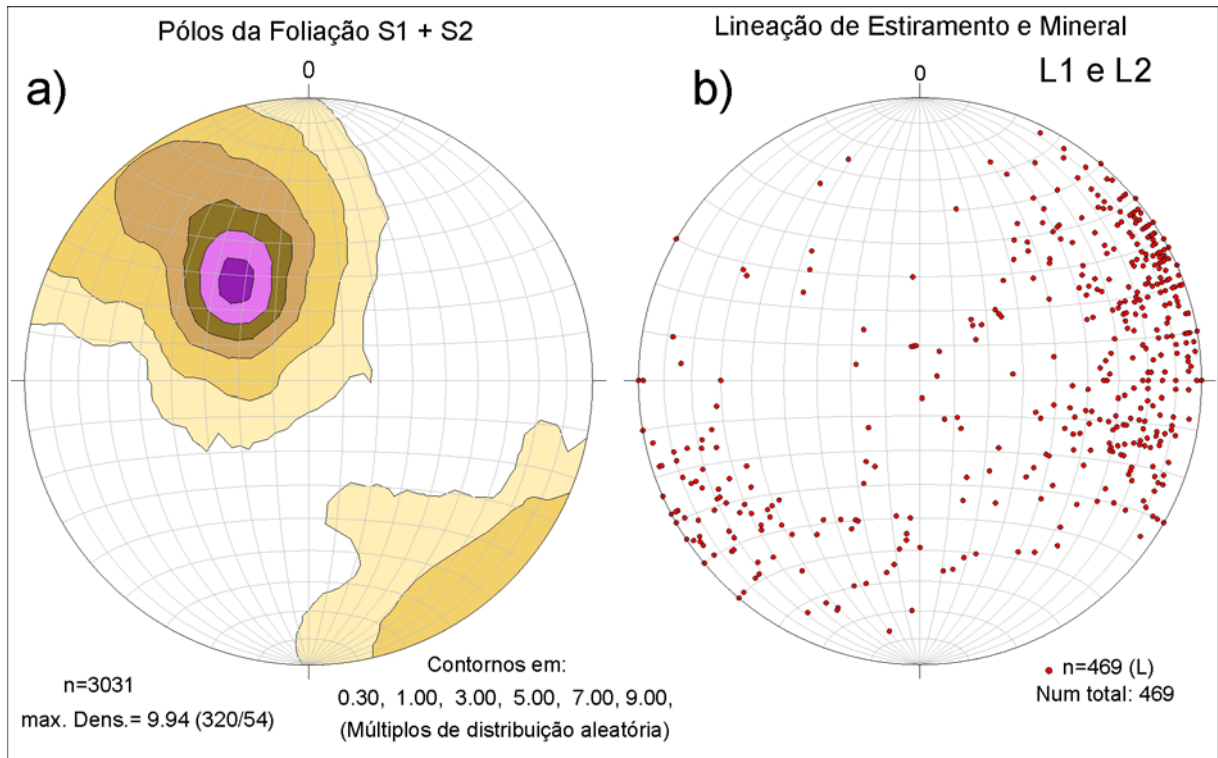 Pólos da Foliação S1 + S2
0
a)
n=3031
max. Dens.= 9.94 (320/54)
Contornos em:
0.30, 1.00, 3.00, 5.00, 7.00, 9.00,
(Múltiplos de distribuição aleatória)
Lineação de Estiramento e Mineral
L1 e L2
0
b)
n=469 (L)
Num total: 469